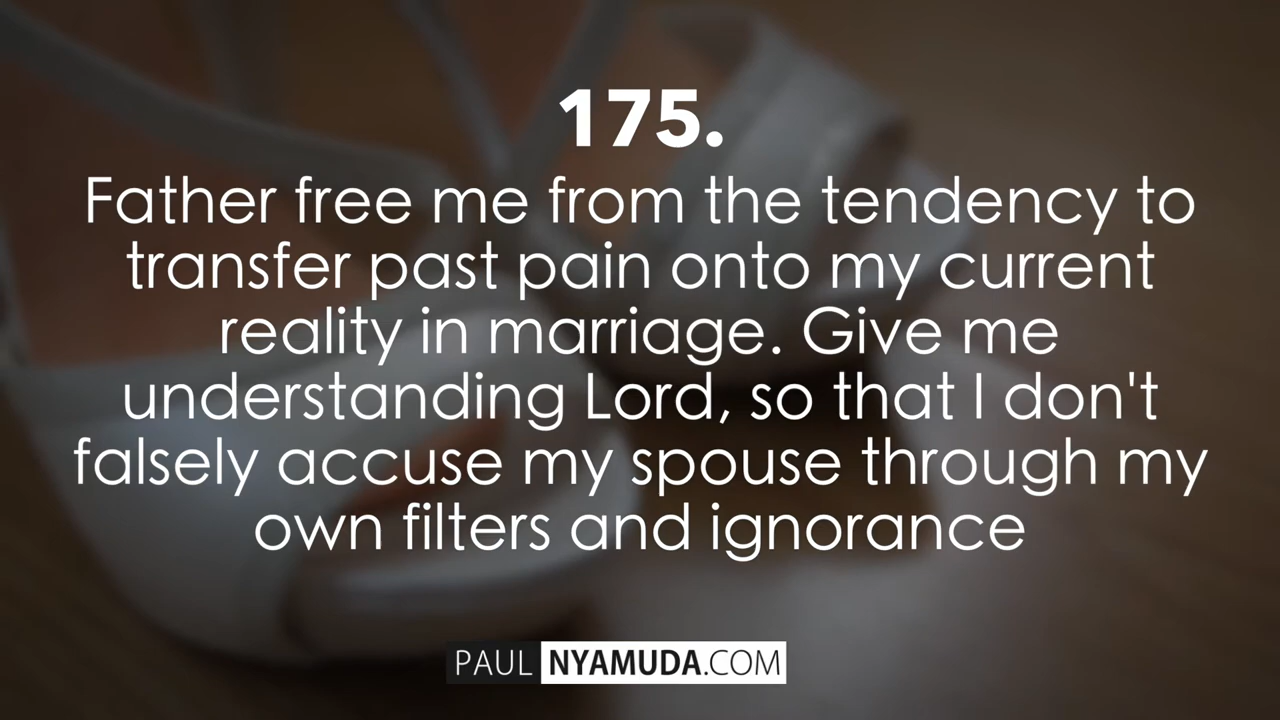 175.
Father free me from the tendency to
transfer past pain onto my current
reality in marriage. Give me
understanding Lord, so that I don't
falsely accuse my spouse through my
own filters and ignorance
PAUL NYAMUDA.COM